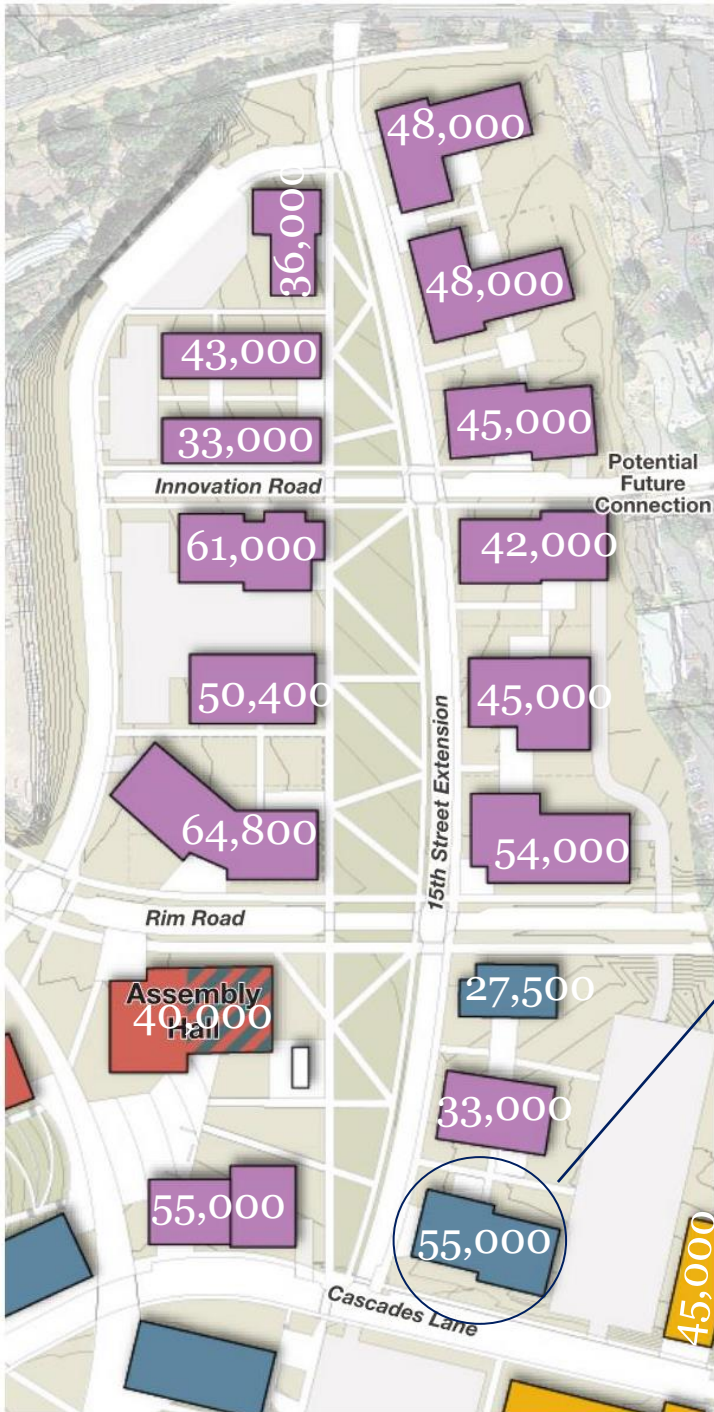 48,000
36,000
48,000
43,000
45,000
33,000
Potential
Future
Connection
Innovation Road
61,000
42,000
50,400
45,000
15th Street Extension
64,800
54,000
Rim Road
27,500
Assembly
Hall
40,000
33,000
55,000
55,000
45,000
Cascades Lane